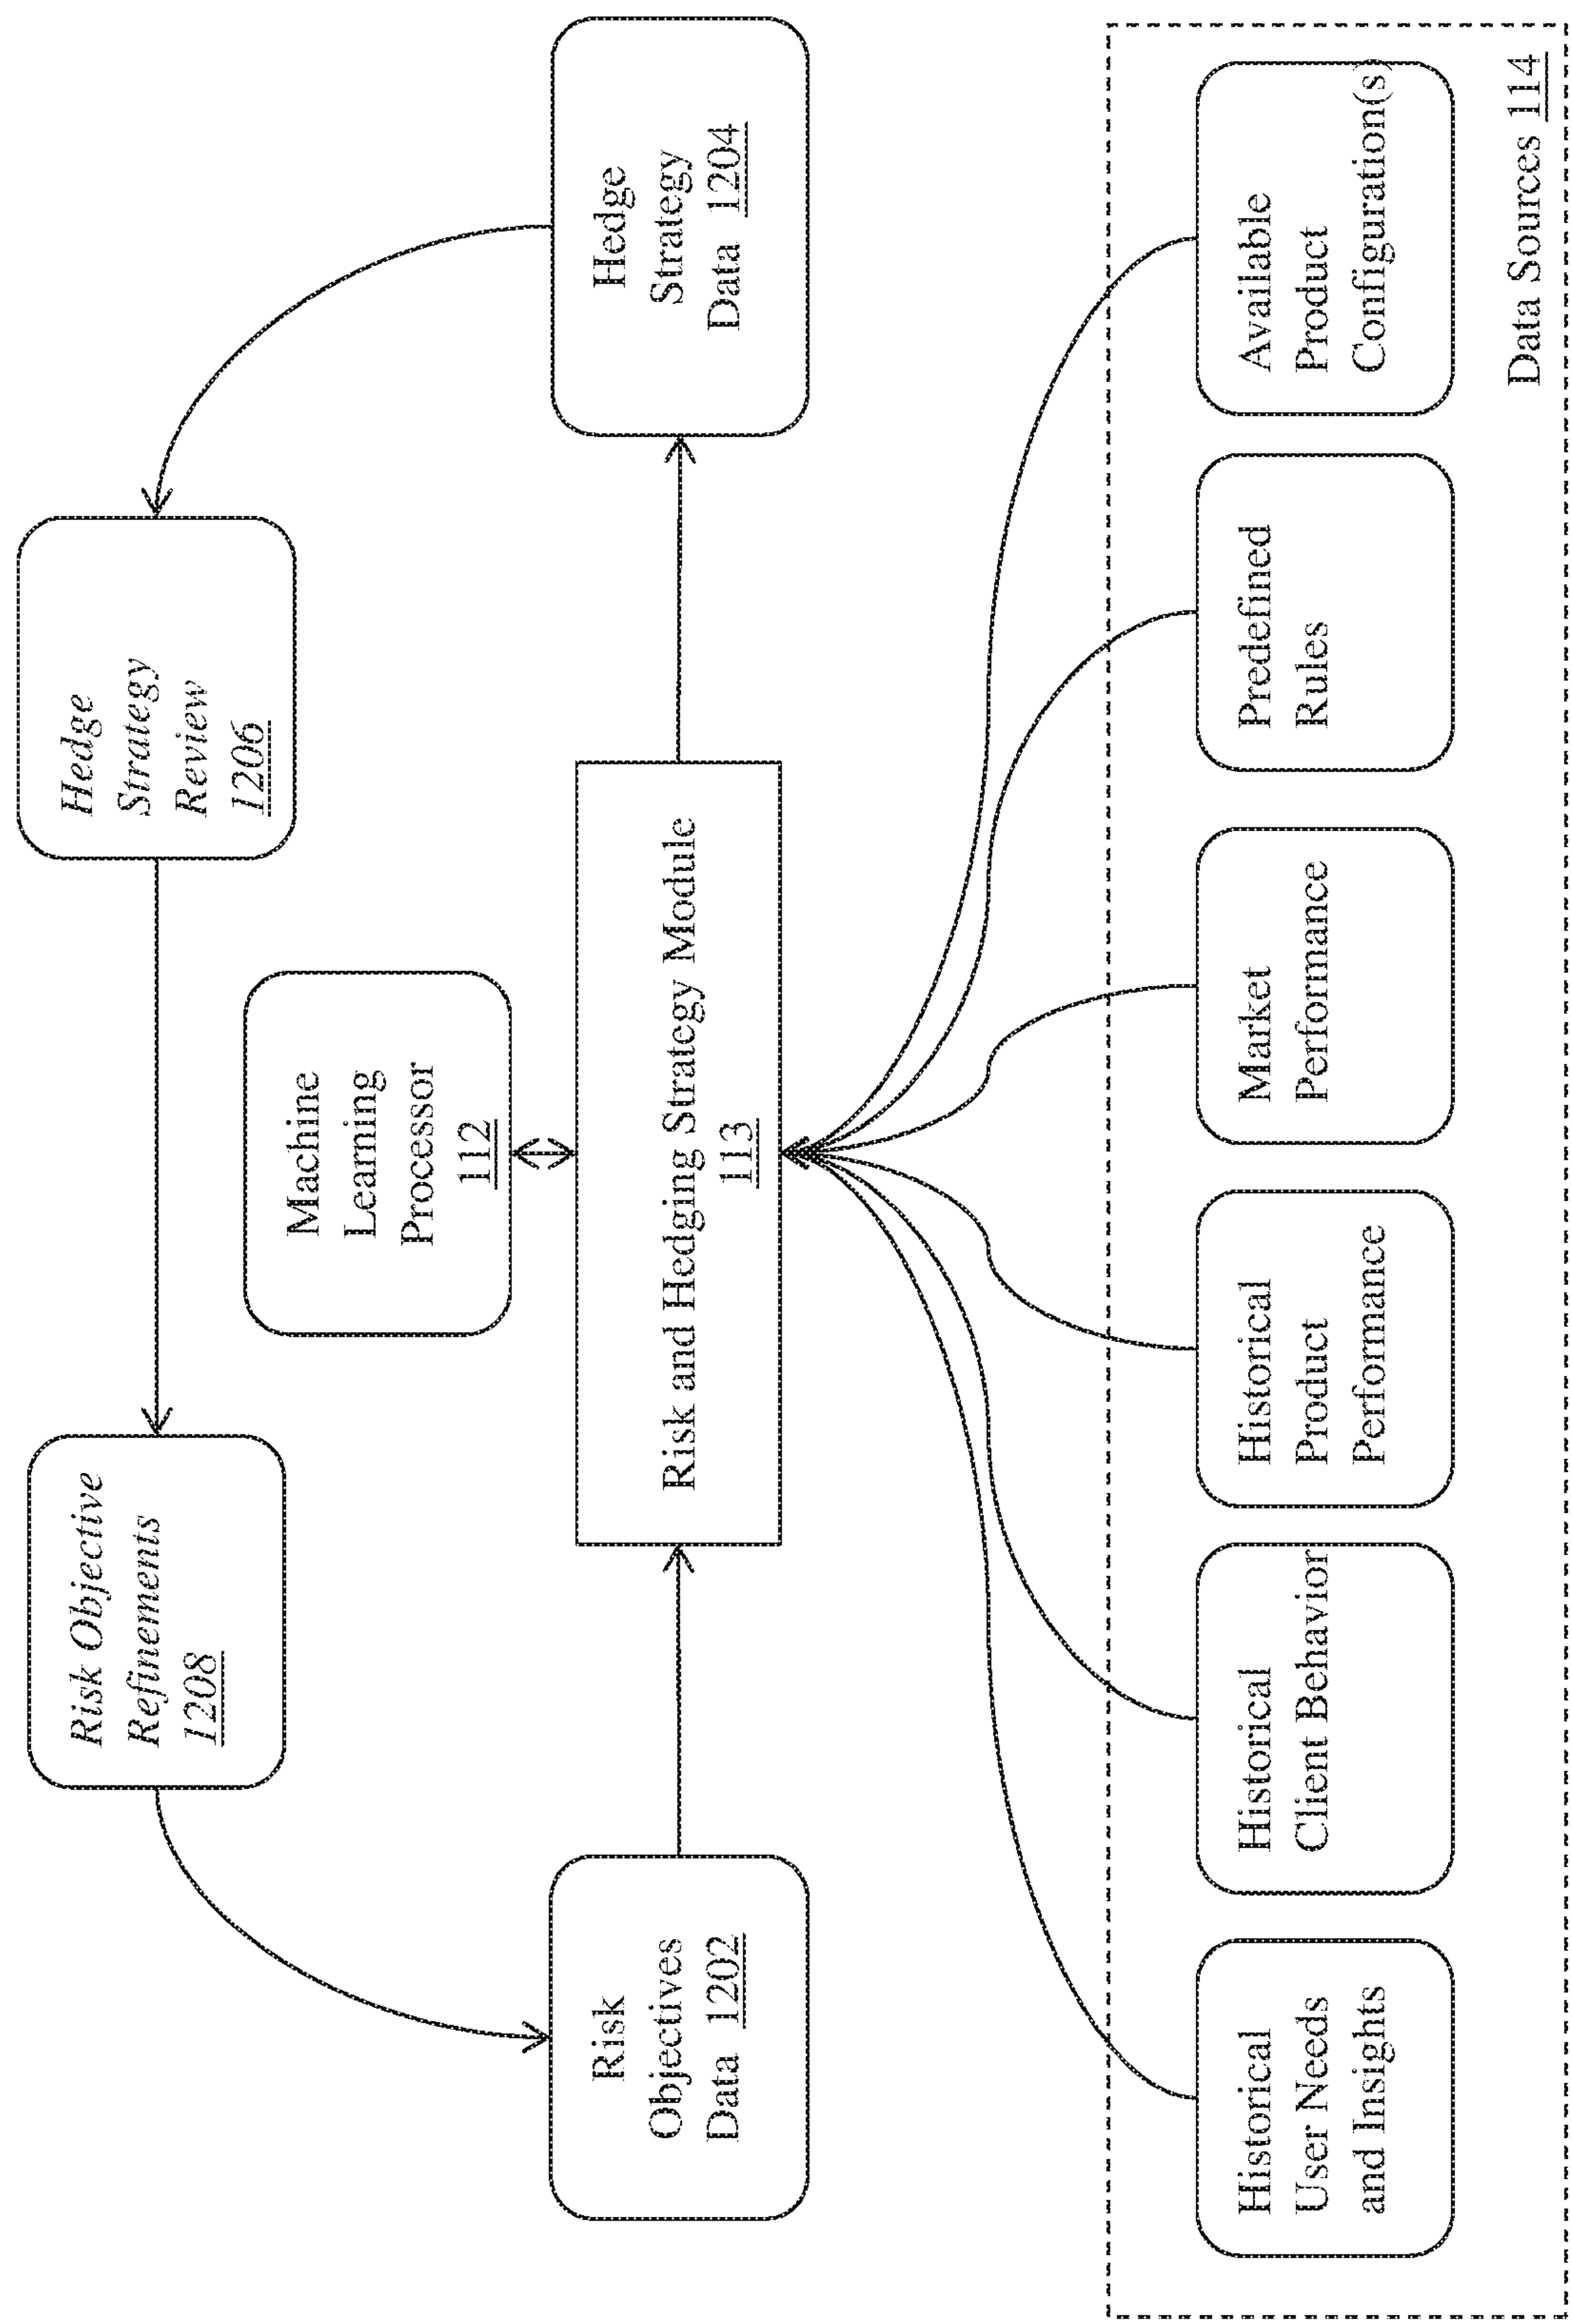 Risk Objective
Refinements
1208
Hedge
Strategy
Review
1206
Machine
Learning
Processor
112
Risk
Objectives
Data 1202
Risk and Hedging Strategy Module
113
Hedge
Strategy
Data 1204
Historical
User Needs
and Insights
Historical
Client Behavior
Historical
Product
Performance
Market
Performance
Predefined
Rules
Available
Product
Configuration(s)
Data Sources 114